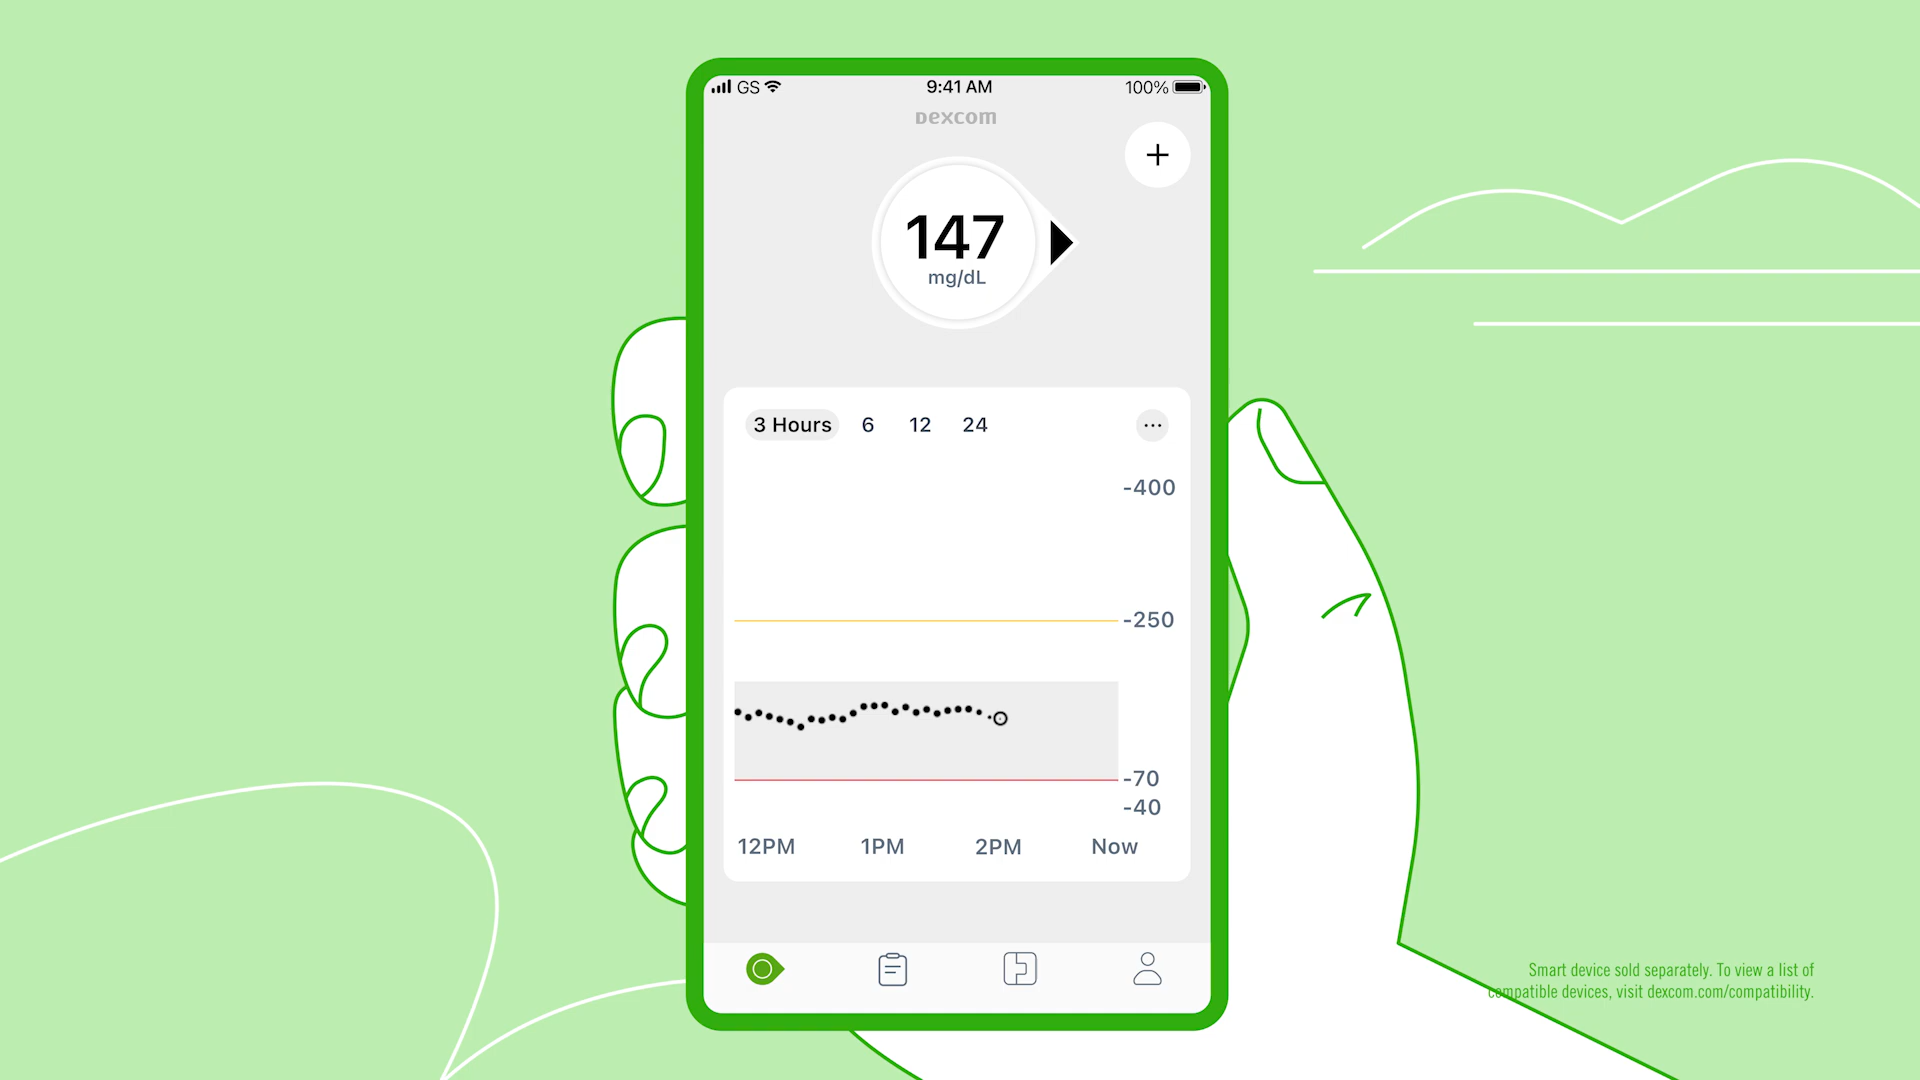 GS 9:41 AM 100%
Dexcom
+
147
mg/dL
3 Hours 6 12 24 ...
-400
-250
-70
-40
12PM 1PM 2PM Now
Smart device sold separately. To view a list of
compatible devices, visit dexcom.com/compatibility.